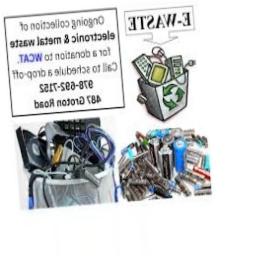 E-WASTE
Ongoing collection of
electronic & metal waste
for a donation to WCAT.
Call to schedule a drop-off
978-592-7152
487 Groton Road